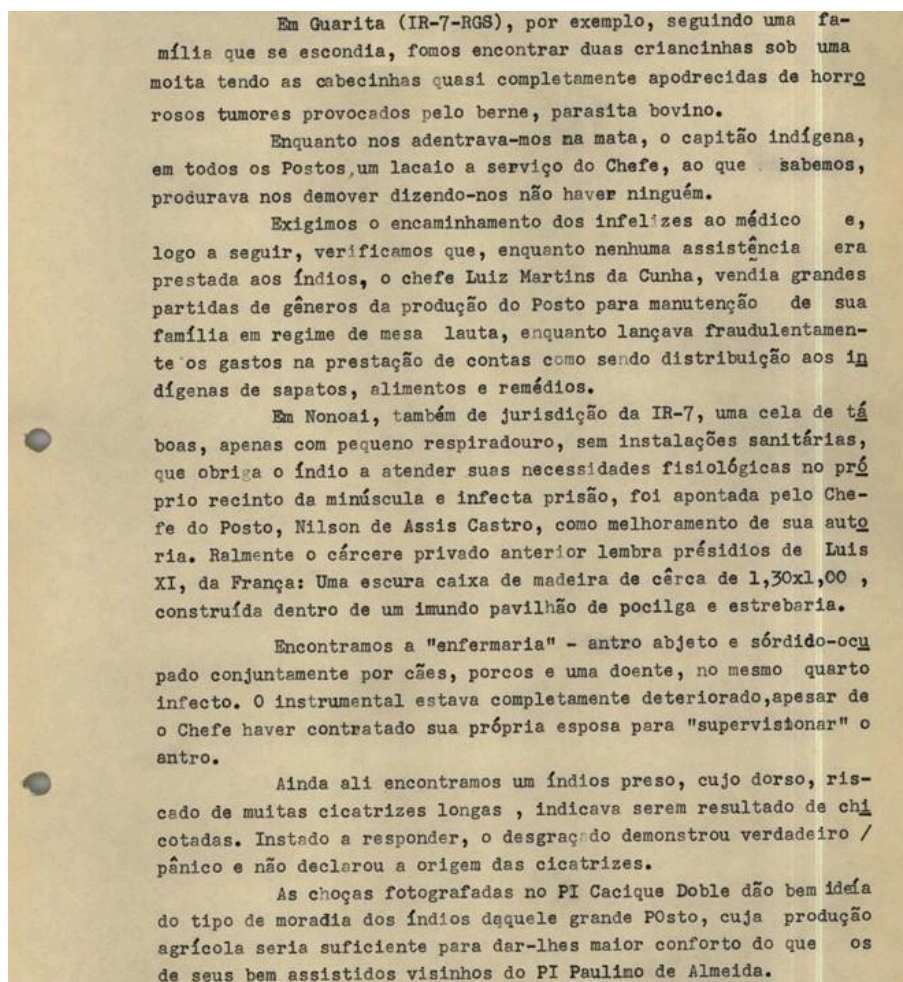 Em Guarita (IR-7-RGS), por exemplo, seguindo uma fa-
mília que se escondia, fomos encontrar duas criancinhas sob uma
moita tendo as cabecinhas quasi completamente apodrecidas de horro
rosos tumores provocados pelo berne, parasita bovino.
Enquanto nos adentrava-mos na mata, o capitão indígena,
em todos os Postos,um lacaio a serviço do Chefe, ao que sabemos,
produrava nos demover dizendo-nos não haver ninguém.
Exigimos o encaminhamento dos infelizes ao médico e,
logo a seguir, verificamos que, enquanto nenhuma assistência era
prestada aos índios, o chefe Luiz Martins da Cunha, vendia grandes
partidas de gêneros da produção do Posto para manutenção de sua
família em regime de mesa lauta, enquanto lançava fraudulentamen-
te os gastos na prestação de contas como sendo distribuição aos in
dígenas de sapatos, alimentos e remédios.
Em Nonoai, também de jurisdição da IR-7, uma cela de tá
boas, apenas com pequeno respiradouro, sem instalações sanitárias,
que obriga o índio a atender suas necessidades fisiológicas no pró
prio recinto da minúscula e infecta prisão, foi apontada pelo Che-
fe do Posto, Nilson de Assis Castro, como melhoramento de sua auto
ria. Ralmente o cárcere privado anterior lembra présidios de Luis
XI, da França: Uma escura caixa de madeira de cêrca de 1,30x1,00 ,
construída dentro de um imundo pavilhão de pocilga e estrebaria.
Encontramos a "enfermaria" - antro abjeto e sórdido-ocu
pado conjuntamente por cães, porcos e uma doente, no mesmo quarto
infecto. O instrumental estava completamente deteriorado,apesar de
o Chefe haver contratado sua própria esposa para "supervisionar" o
antro.
Ainda ali encontramos um índios preso, cujo dorso, ris-
cado de muitas cicatrizes longas , indicava serem resultado de chi
cotadas. Instado a responder, o desgraçado demonstrou verdadeiro /
pânico e não declarou a origem das cicatrizes.
As choças fotografadas no PI Cacique Doble dão bem ideía
do tipo de moradia dos índios daquele grande POsto, cuja produção
agrícola seria suficiente para dar-lhes maior conforto do que os
de seus bem assistidos visinhos do PI Paulino de Almeida.